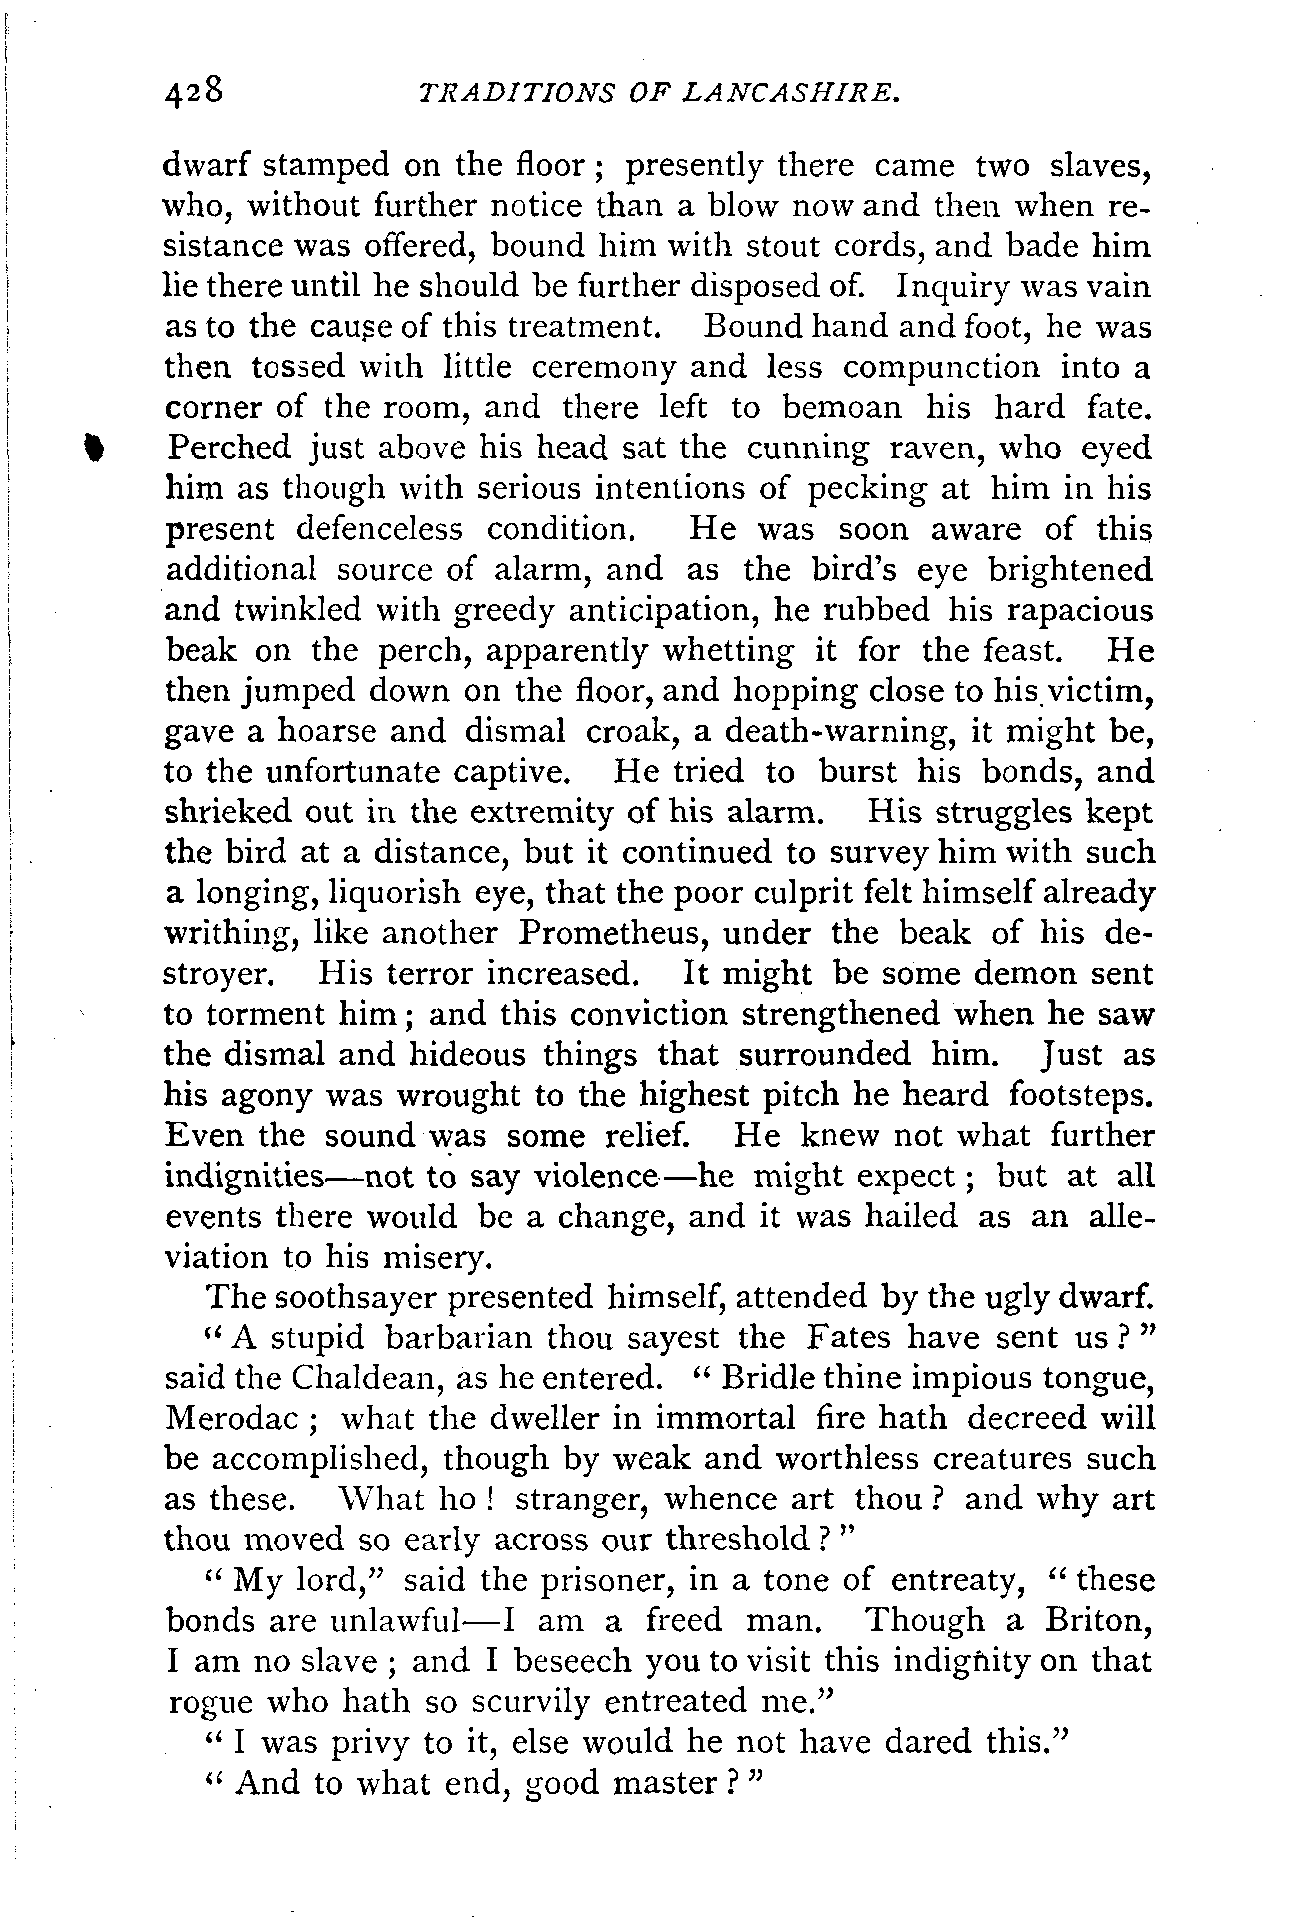 428 TRADITIONS OF LANCASHIRE.
dwarf stamped on the floor ; presently there came two slaves,
who, without further notice than a blow now and then when re-
sistance was offered, bound him with stout cords, and bade him
lie there until he should be further disposed of. Inquiry was vain
as to the cause of this treatment. Bound hand and foot, he was
then tossed with little ceremony and less compunction into a
corner of the room, and there left to bemoan his hard fate.
Perched just above his head sat the cunning raven, who eyed
him as though with serious intentions of pecking at him in his
present defenceless condition. He was soon aware of this
additional source of alarm, and as the bird's eye brightened
and twinkled with greedy anticipation, he rubbed his rapacious
beak on the perch, apparently whetting it for the feast. He
then jumped down on the floor, and hopping close to his victim,
gave a hoarse and dismal croak, a death-warning, it might be,
to the unfortunate captive. He tried to burst his bonds, and
shrieked out in the extremity of his alarm. His struggles kept
the bird at a distance, but it continued to survey him with such
a longing, liquorish eye, that the poor culprit felt himself already
writhing, like another Prometheus, under the beak of his de-
stroyer. His terror increased. It might be some demon sent
to torment him ; and this conviction strengthened when he saw
the dismal and hideous things that surrounded him. Just as
his agony was wrought to the highest pitch he heard footsteps.
Even the sound was some relief. He knew not what further
indignities—not to say violence—he might expect ; but at all
events there would be a change, and it was hailed as an alle-
viation to his misery.
The soothsayer presented himself, attended by the ugly dwarf.
“ A stupid barbarian thou sayest the Fates have sent us ? ”
said the Chaldean, as he entered. “ Bridle thine impious tongue,
Merodac ; what the dweller in immortal fire hath decreed will
be accomplished, though by weak and worthless creatures such
as these. What ho ! stranger, whence art thou ? and why art
thou moved so early across our threshold ? ”
“ My lord,” said the prisoner, in a tone of entreaty, “ these
bonds are unlawful—I am a freed man. Though a Briton,
I am no slave ; and I beseech you to visit this indignity on that
rogue who hath so scurvily entreated me.”
“ I was privy to it, else would he not have dared this.”
“ And to what end, good master ? ”